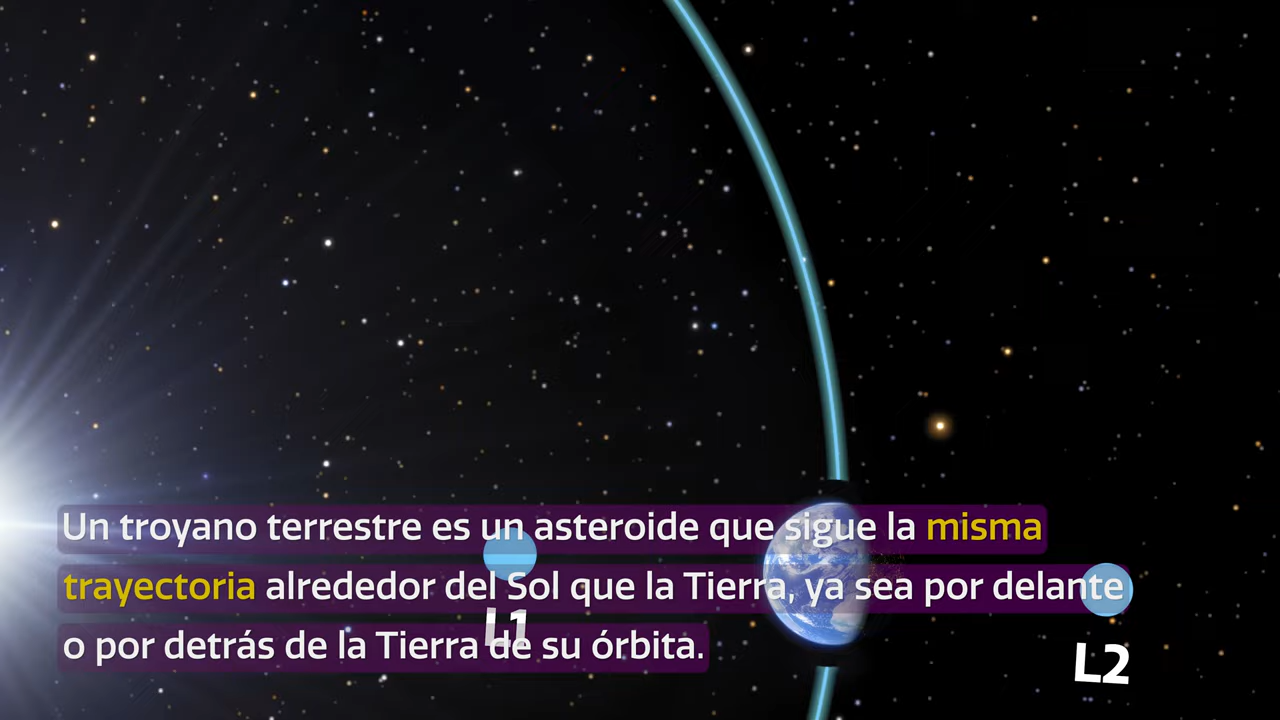 Un troyano terrestre es un asteroide que sigue la misma
trayectoria alrededor del Sol que la Tierra, ya sea por delante
o por detrás de la Tierra de su órbita.
L1
L2